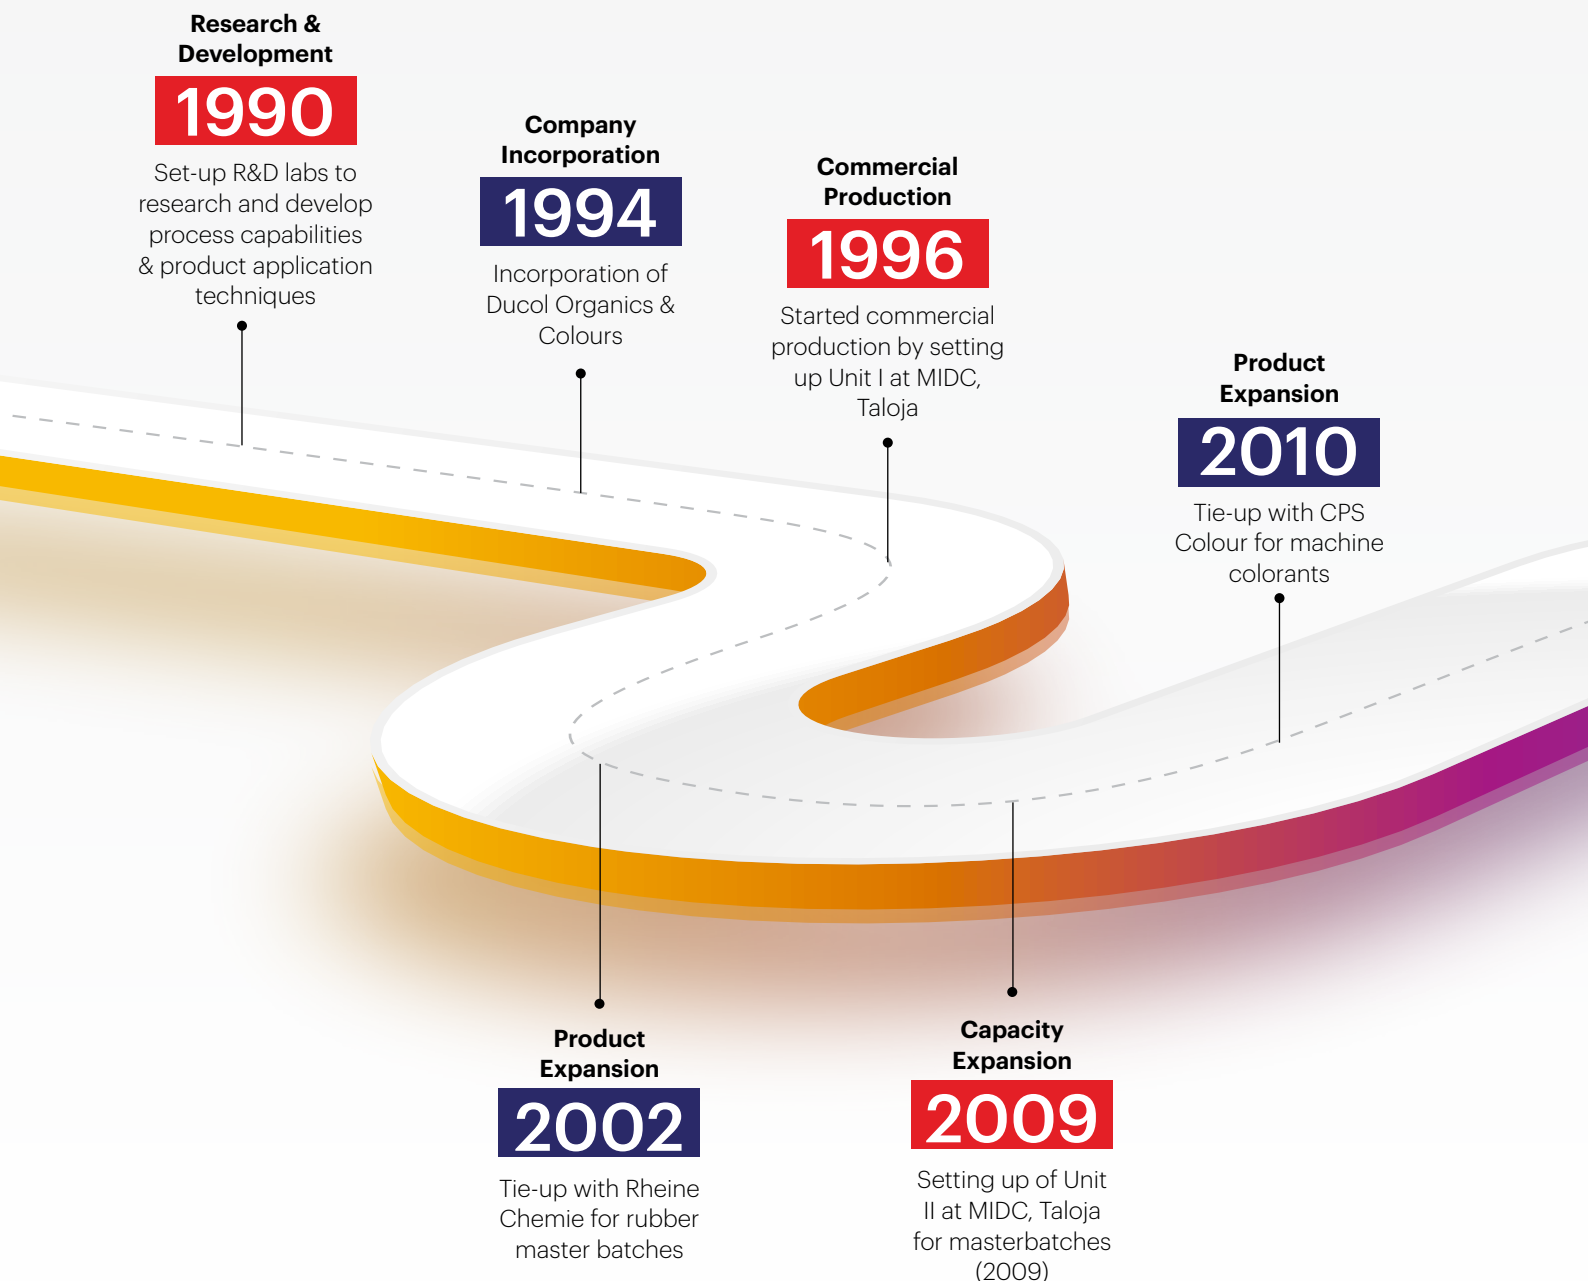 Research &
Development
1990
Set-up R&D labs to
research and develop
process capabilities
& product application
techniques
Company
Incorporation
1994
Incorporation of
Ducol Organics &
Colours
Commercial
Production
1996
Started commercial
production by setting
up Unit I at MIDC,
Taloja
Product
Expansion
2002
Tie-up with Rheine
Chemie for rubber
master batches
Capacity
Expansion
2009
Setting up of Unit
II at MIDC, Taloja
for masterbatches
(2009)
Product
Expansion
2010
Tie-up with CPS
Colour for machine
colorants